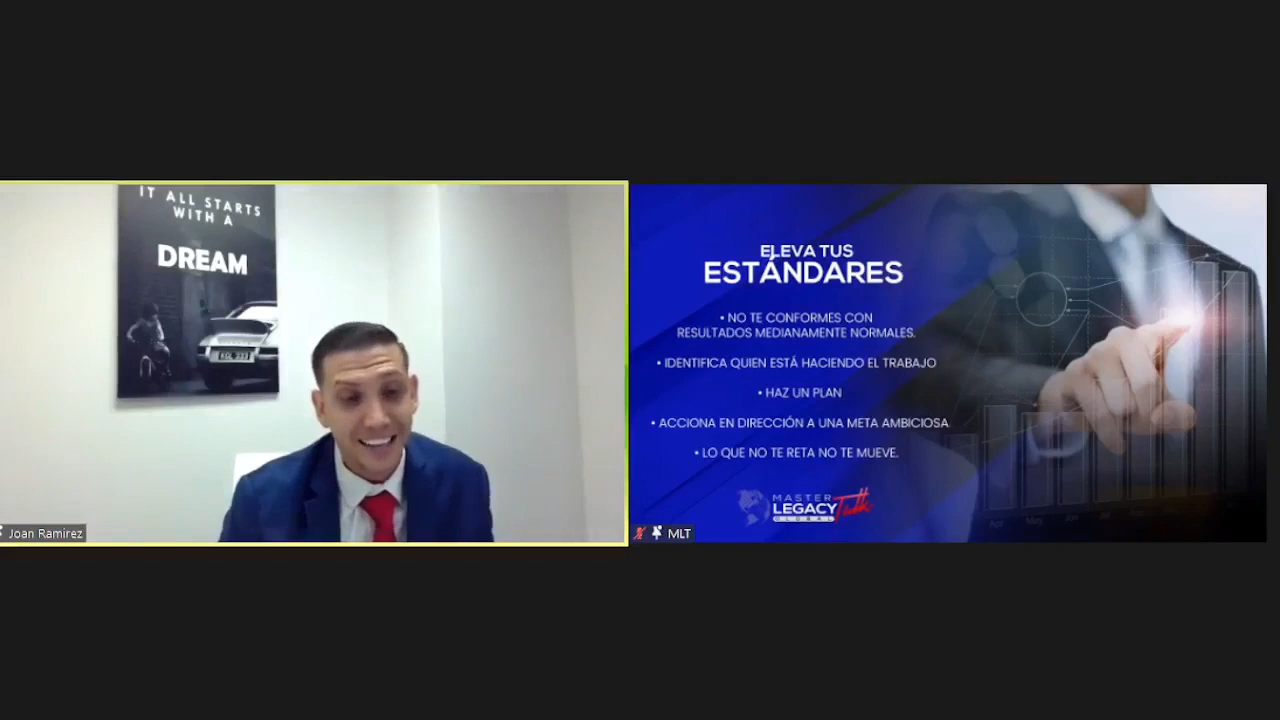 IT ALL STARTS
WITH A
DREAM
Joan Ramirez
ELEVA TUS
ESTÁNDARES
• NO TE CONFORMES CON
RESULTADOS MEDIANAMENTE NORMALES.
• IDENTIFICA QUIEN ESTÁ HACIENDO EL TRABAJO
• HAZ UN PLAN
• ACCIONA EN DIRECCIÓN A UNA META AMBICIOSA
• LO QUE NO TE RETA NO TE MUEVE.
MASTER
LEGACY Talk
GLOBAL
MLT